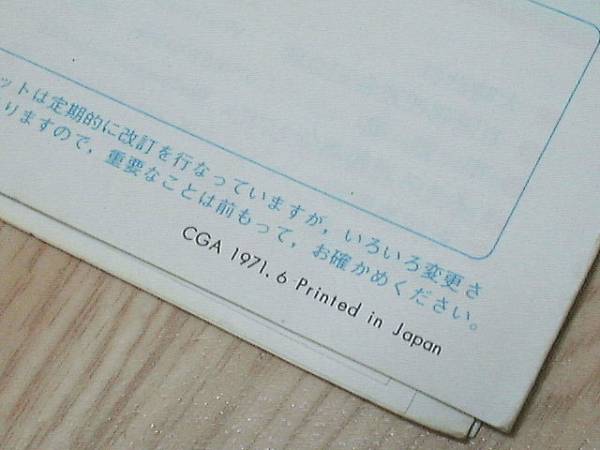 ットは定期的に改訂を行なっていますが，いろいろ変更さ
りますので，重要なことは前もって，お確かめください。
CGA 1971. 6 Printed in Japan